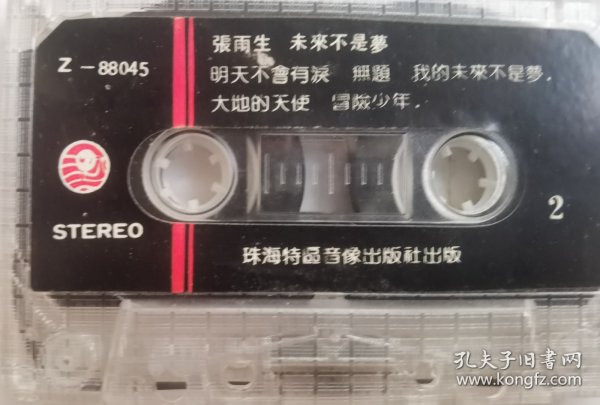 張雨生 未來不是夢
Z-88045
明天不會有淚 無題 我的未來不是夢.
大地的天使 冒險少年.
STEREO
2
珠海特區音像出版社出版
孔夫子旧書网
www.kongfz.com